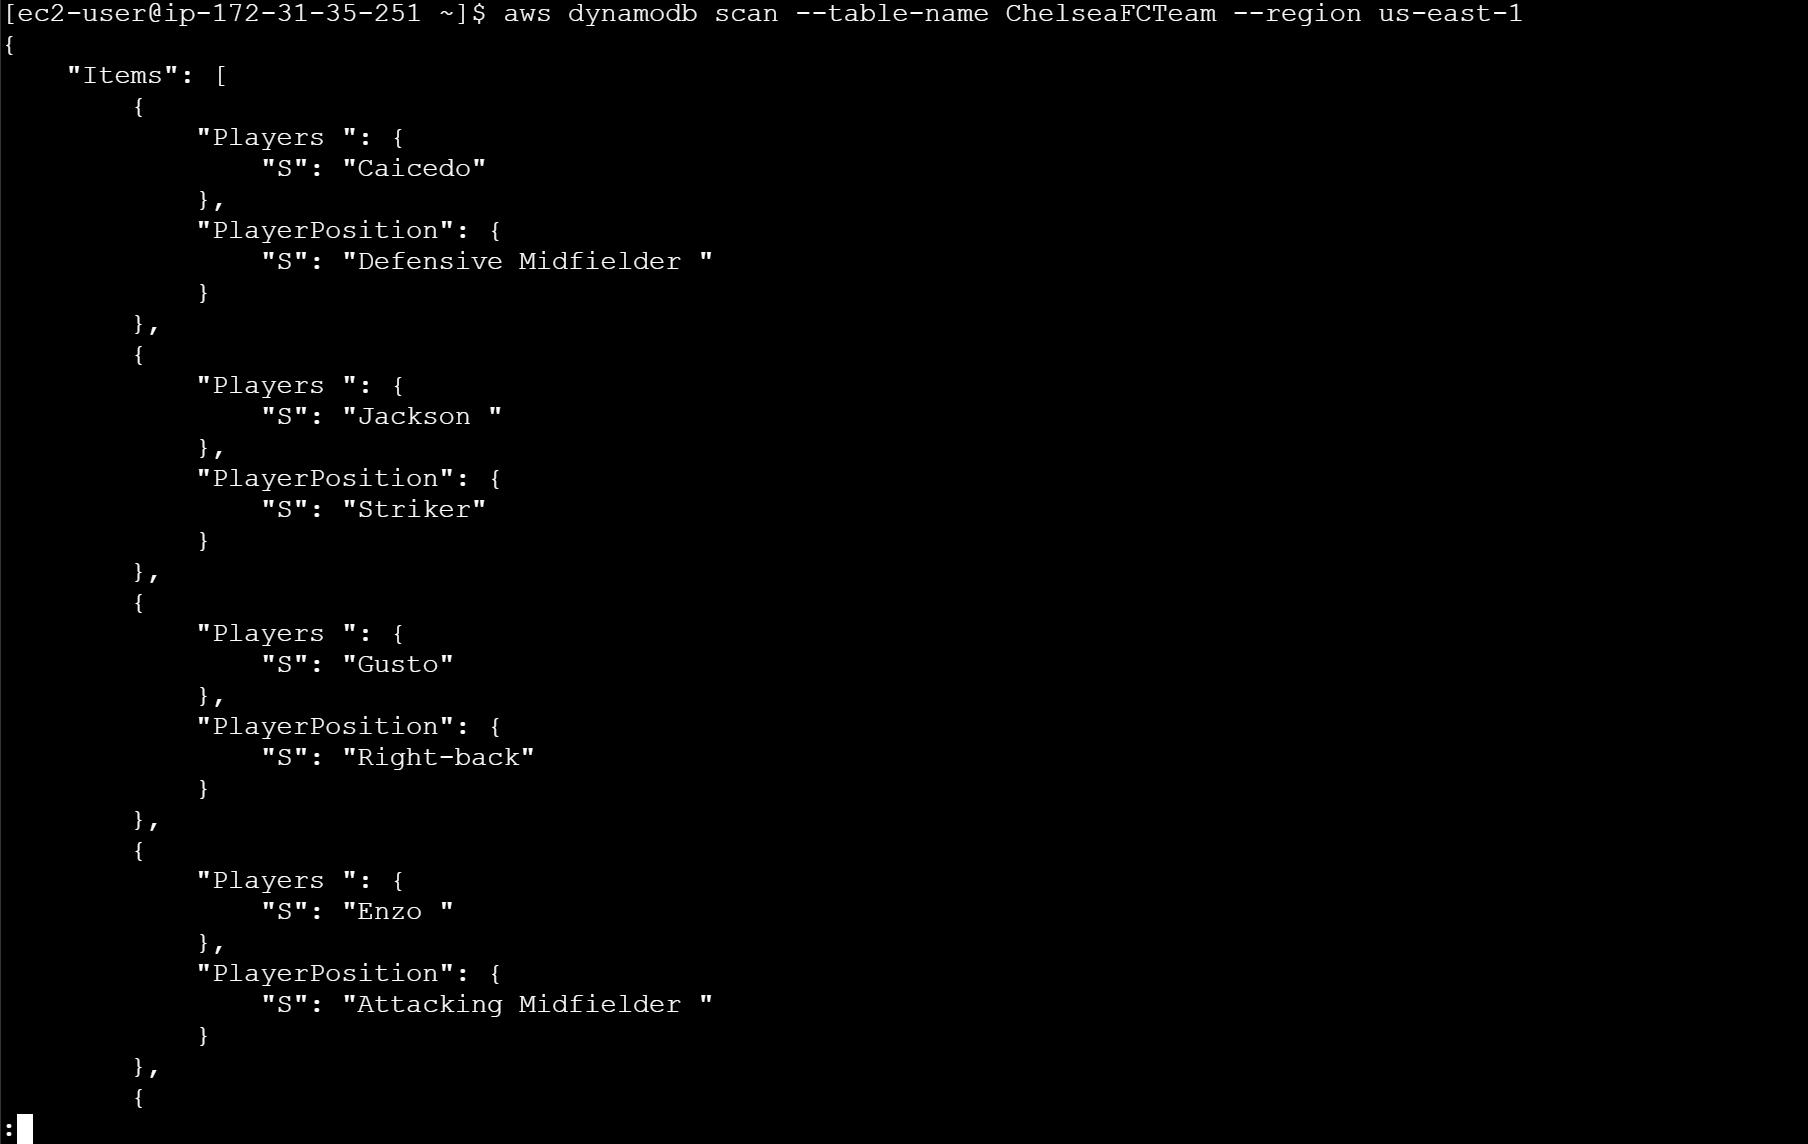 [ec2-user@ip-172-31-35-251 ~]$ aws dynamodb scan --table-name ChelseaFCTeam --region us-east-1
{
    "Items": [
        {
            "Players ": {
                "S": "Caicedo"
            },
            "PlayerPosition": {
                "S": "Defensive Midfielder "
            }
        },
        {
            "Players ": {
                "S": "Jackson "
            },
            "PlayerPosition": {
                "S": "Striker"
            }
        },
        {
            "Players ": {
                "S": "Gusto"
            },
            "PlayerPosition": {
                "S": "Right-back"
            }
        },
        {
            "Players ": {
                "S": "Enzo "
            },
            "PlayerPosition": {
                "S": "Attacking Midfielder "
            }
        },
        {
: